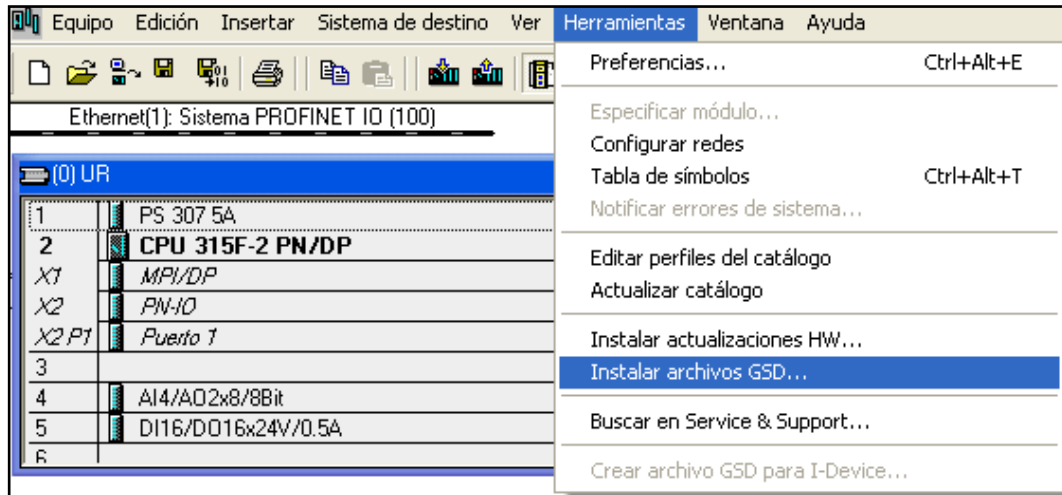 Equipo Edición Insertar Sistema de destino Ver Herramientas Ventana Ayuda
Ethernet(1): Sistema PROFINET IO (100)
(0) UR
1 PS 307 5A
2 CPU 315F-2 PN/DP
X1 MPI/DP
X2 PN-IO
X2 P1 Puerto 1
3
4 AI4/AO2x8/8Bit
5 DI16/DO16x24V/0.5A
6
Preferencias... Ctrl+Alt+E
Especificar módulo...
Configurar redes
Tabla de símbolos Ctrl+Alt+T
Notificar errores de sistema...
Editar perfiles del catálogo
Actualizar catálogo
Instalar actualizaciones HW...
Instalar archivos GSD...
Buscar en Service & Support...
Crear archivo GSD para I-Device...